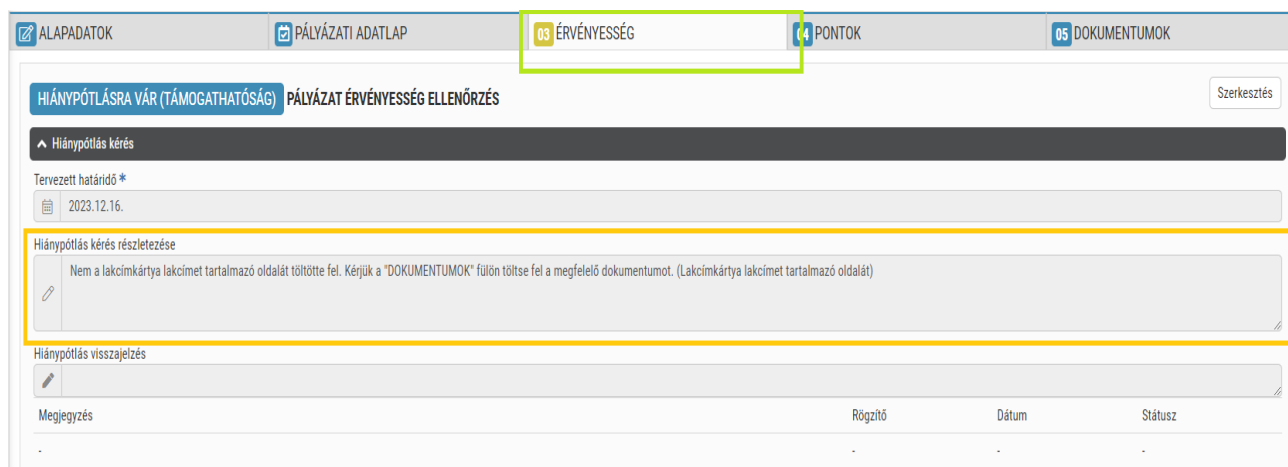 ALAPADATOK PÁLYÁZATI ADATLAP 03 ÉRVÉNYESSÉG 04 PONTOK 05 DOKUMENTUMOK
HIÁNYPÓTLÁSRA VÁR (TÁMOGATHATÓSÁG) PÁLYÁZAT ÉRVÉNYESSÉG ELLENŐRZÉS Szerkesztés
Hiánypótlás kérés
Tervezett határidő *
2023.12.16.
Hiánypótlás kérés részletezése
Nem a lakcímkártya lakcímet tartalmazó oldalát töltötte fel. Kérjük a "DOKUMENTUMOK" fülön töltse fel a megfelelő dokumentumot. (Lakcímkártya lakcímet tartalmazó oldalát)
Hiánypótlás visszajelzés
Megjegyzés Rögzítő Dátum Státusz
- - - -